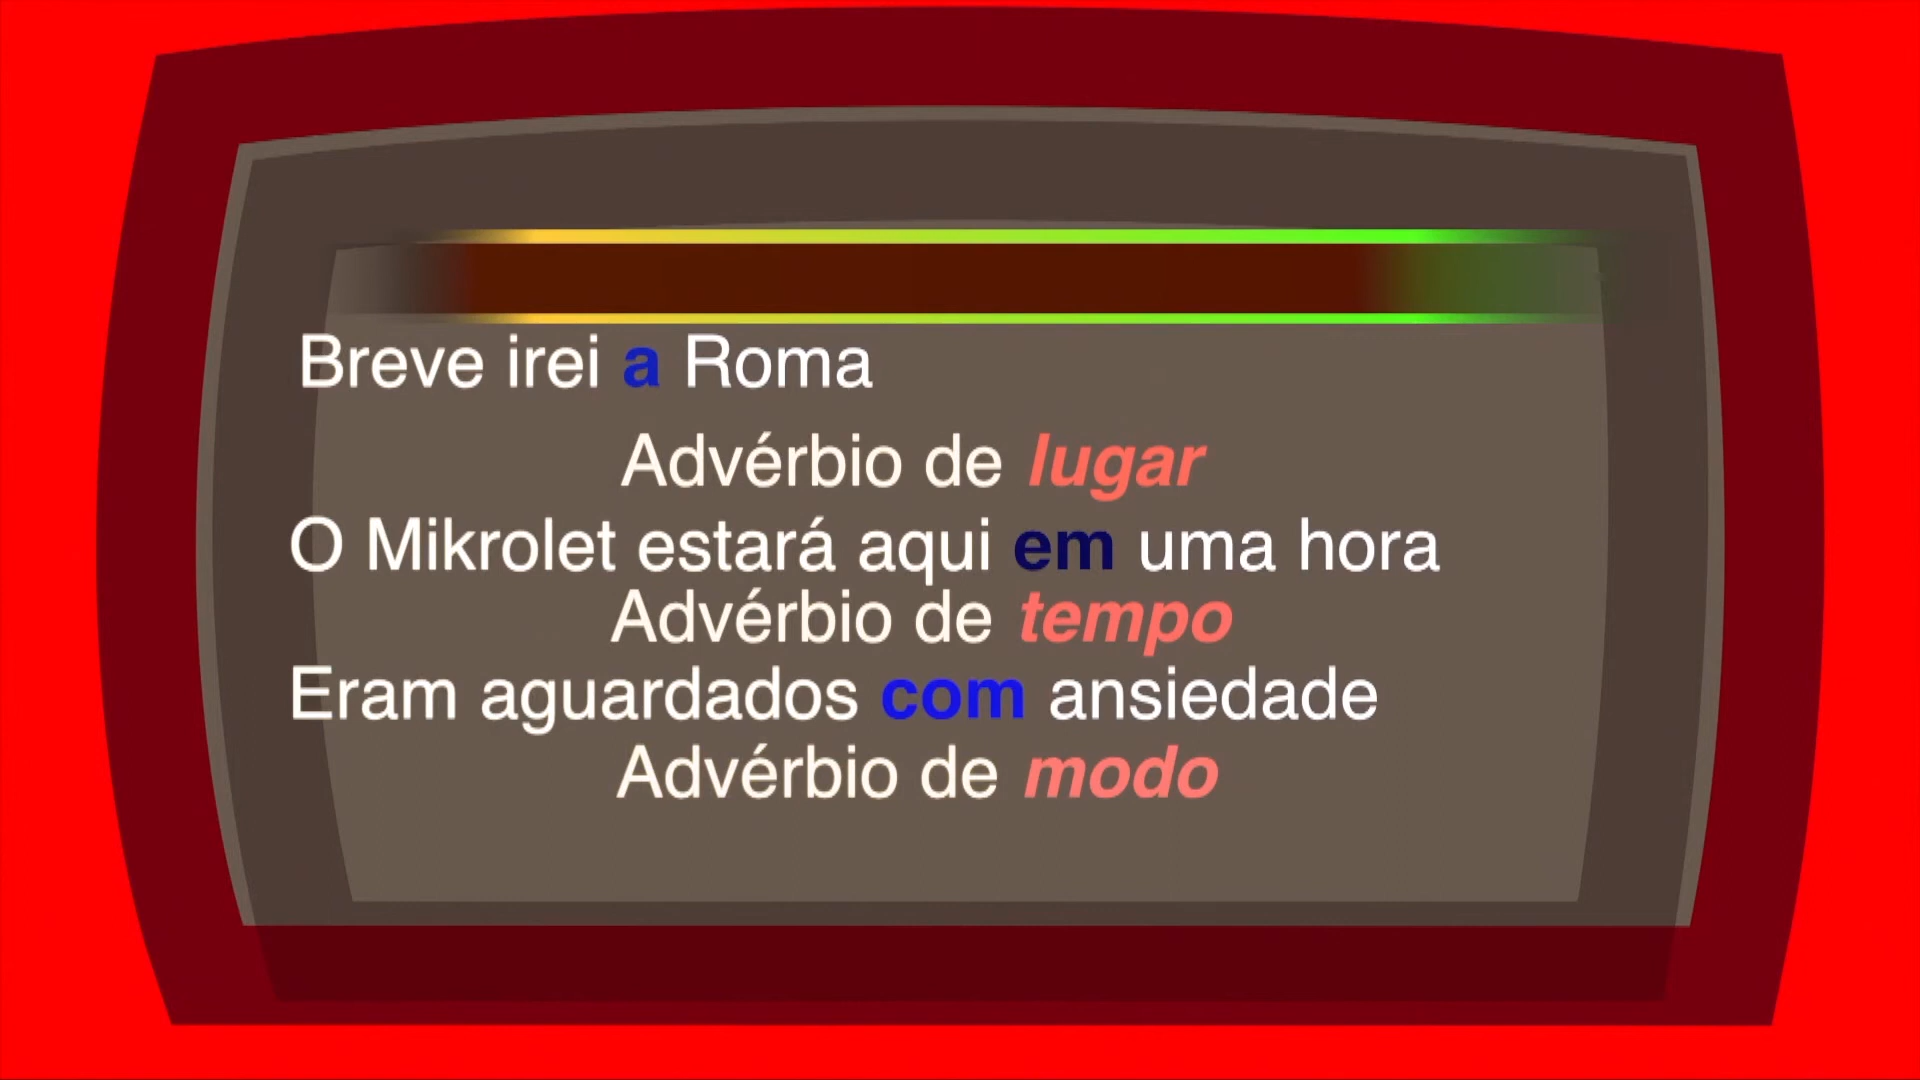 Breve irei a Roma
Advérbio de lugar
O Mikrolet estará aqui em uma hora
Advérbio de tempo
Eram aguardados com ansiedade
Advérbio de modo